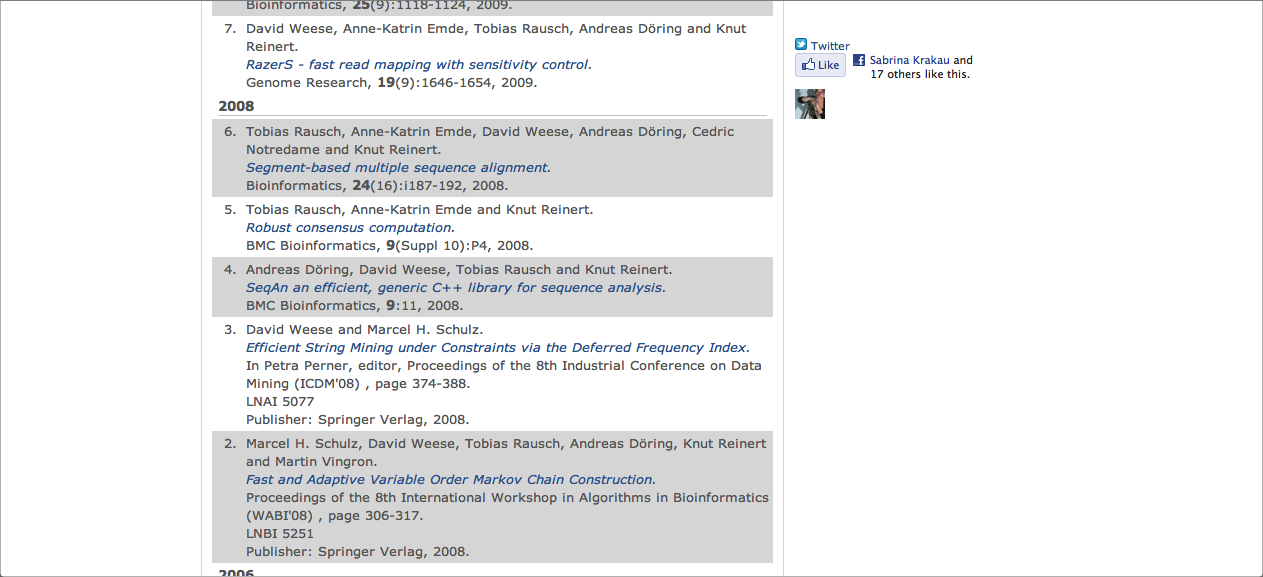 Bioinformatics, 25(9):1118-1124, 2009.
7. David Weese, Anne-Katrin Emde, Tobias Rausch, Andreas Döring and Knut
Reinert.
RazerS - fast read mapping with sensitivity control.
Genome Research, 19(9):1646-1654, 2009.
2008
6. Tobias Rausch, Anne-Katrin Emde, David Weese, Andreas Döring, Cedric
Notredame and Knut Reinert.
Segment-based multiple sequence alignment.
Bioinformatics, 24(16):i187-192, 2008.
5. Tobias Rausch, Anne-Katrin Emde and Knut Reinert.
Robust consensus computation.
BMC Bioinformatics, 9(Suppl 10):P4, 2008.
4. Andreas Döring, David Weese, Tobias Rausch and Knut Reinert.
SeqAn an efficient, generic C++ library for sequence analysis.
BMC Bioinformatics, 9:11, 2008.
3. David Weese and Marcel H. Schulz.
Efficient String Mining under Constraints via the Deferred Frequency Index.
In Petra Perner, editor, Proceedings of the 8th Industrial Conference on Data
Mining (ICDM'08) , page 374-388.
LNAI 5077
Publisher: Springer Verlag, 2008.
2. Marcel H. Schulz, David Weese, Tobias Rausch, Andreas Döring, Knut Reinert
and Martin Vingron.
Fast and Adaptive Variable Order Markov Chain Construction.
Proceedings of the 8th International Workshop in Algorithms in Bioinformatics
(WABI'08) , page 306-317.
LNBI 5251
Publisher: Springer Verlag, 2008.
2006
Twitter
Like
Sabrina Krakau and
17 others like this.